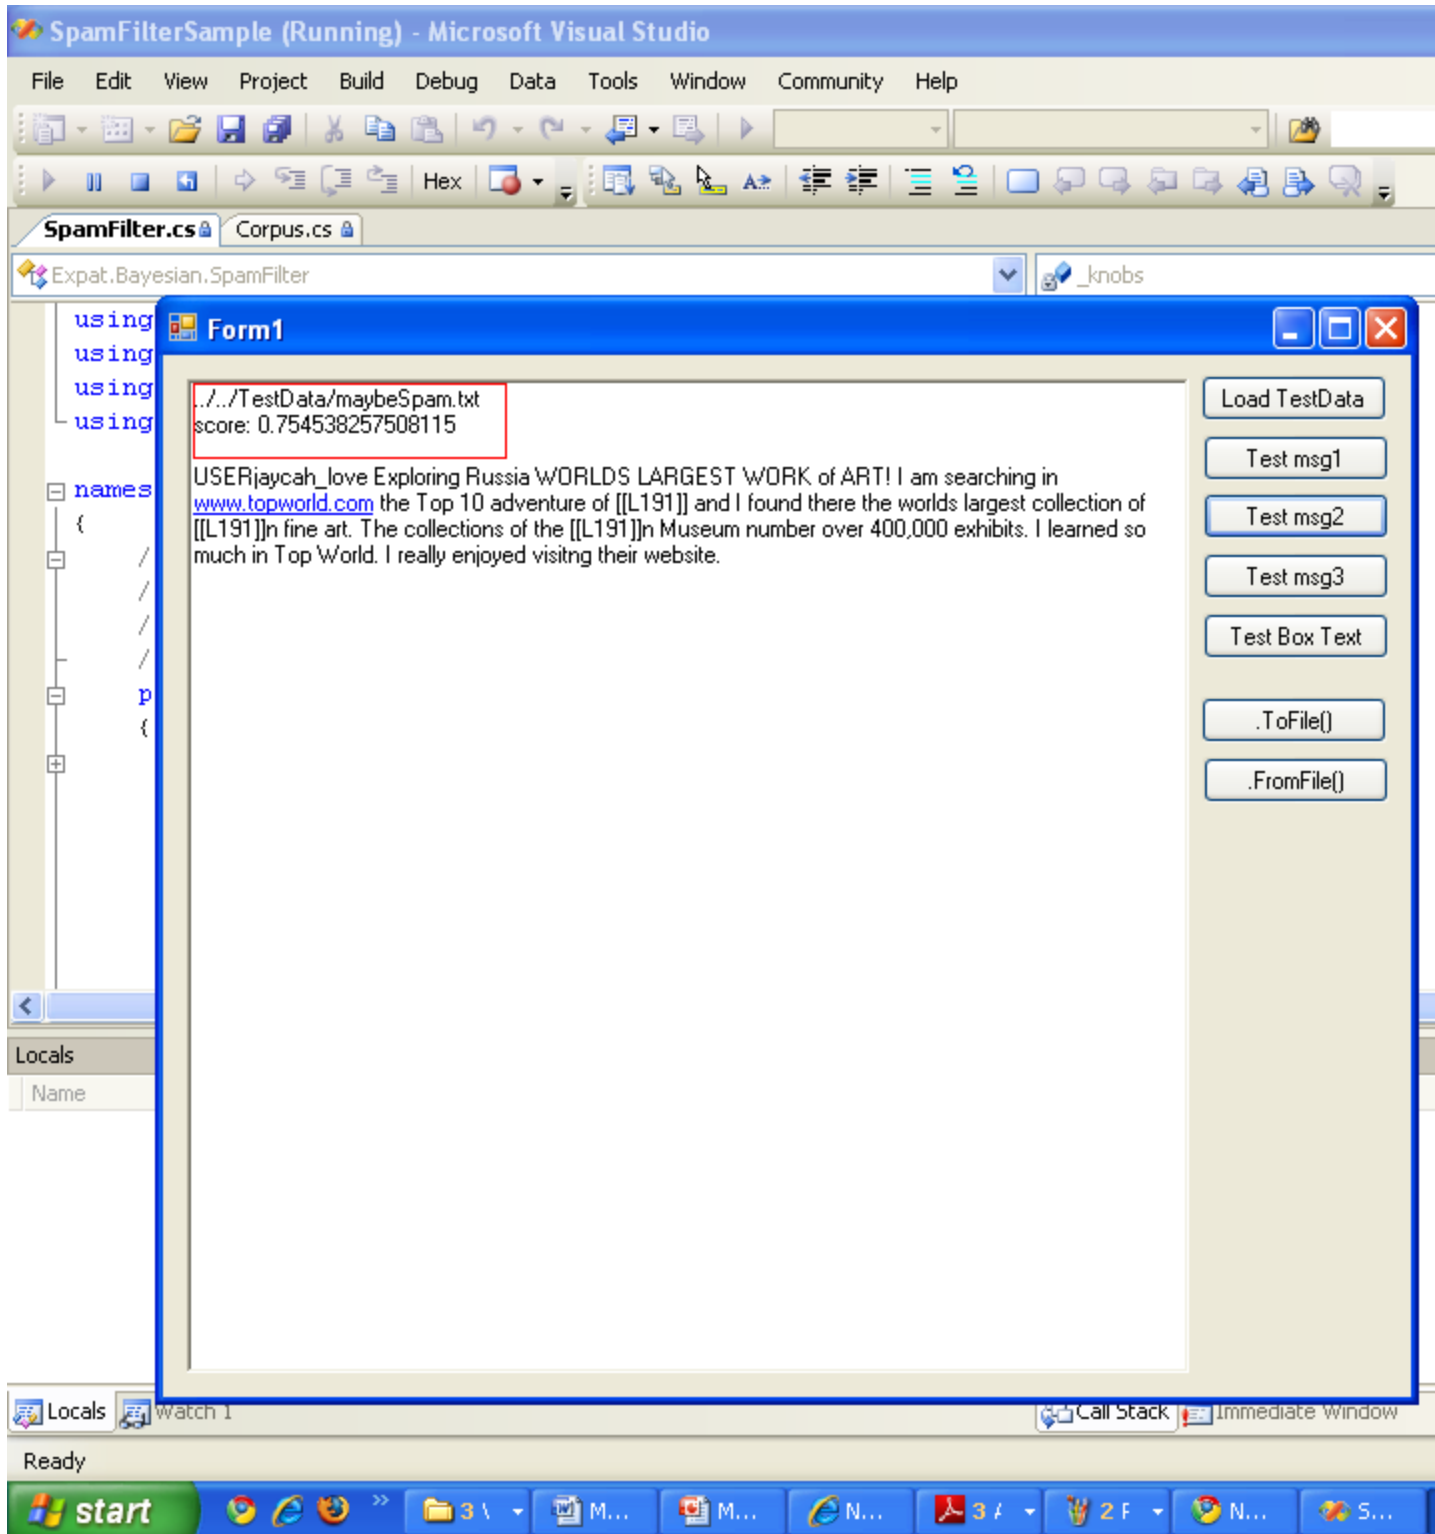 SpamFilterSample (Running) - Microsoft Visual Studio
File Edit View Project Build Debug Data Tools Window Community Help
Hex
SpamFilter.cs Corpus.cs
Expat.Bayesian.SpamFilter _knobs
using
using
using
using
names
{
/
/
/
/
p
{
Form1
../../TestData/maybeSpam.txt
score: 0.754538257508115
USERjaycah_love Exploring Russia WORLDS LARGEST WORK of ART! I am searching in
www.topworld.com the Top 10 adventure of [[L191]] and I found there the worlds largest collection of
[[L191]]n fine art. The collections of the [[L191]]n Museum number over 400,000 exhibits. I learned so
much in Top World. I really enjoyed visitng their website.
Load TestData
Test msg1
Test msg2
Test msg3
Test Box Text
.ToFile()
.FromFile()
Locals
Name
Locals Watch 1 Call Stack Immediate Window
Ready
start 3 M... M... N... 3 2 N... S...